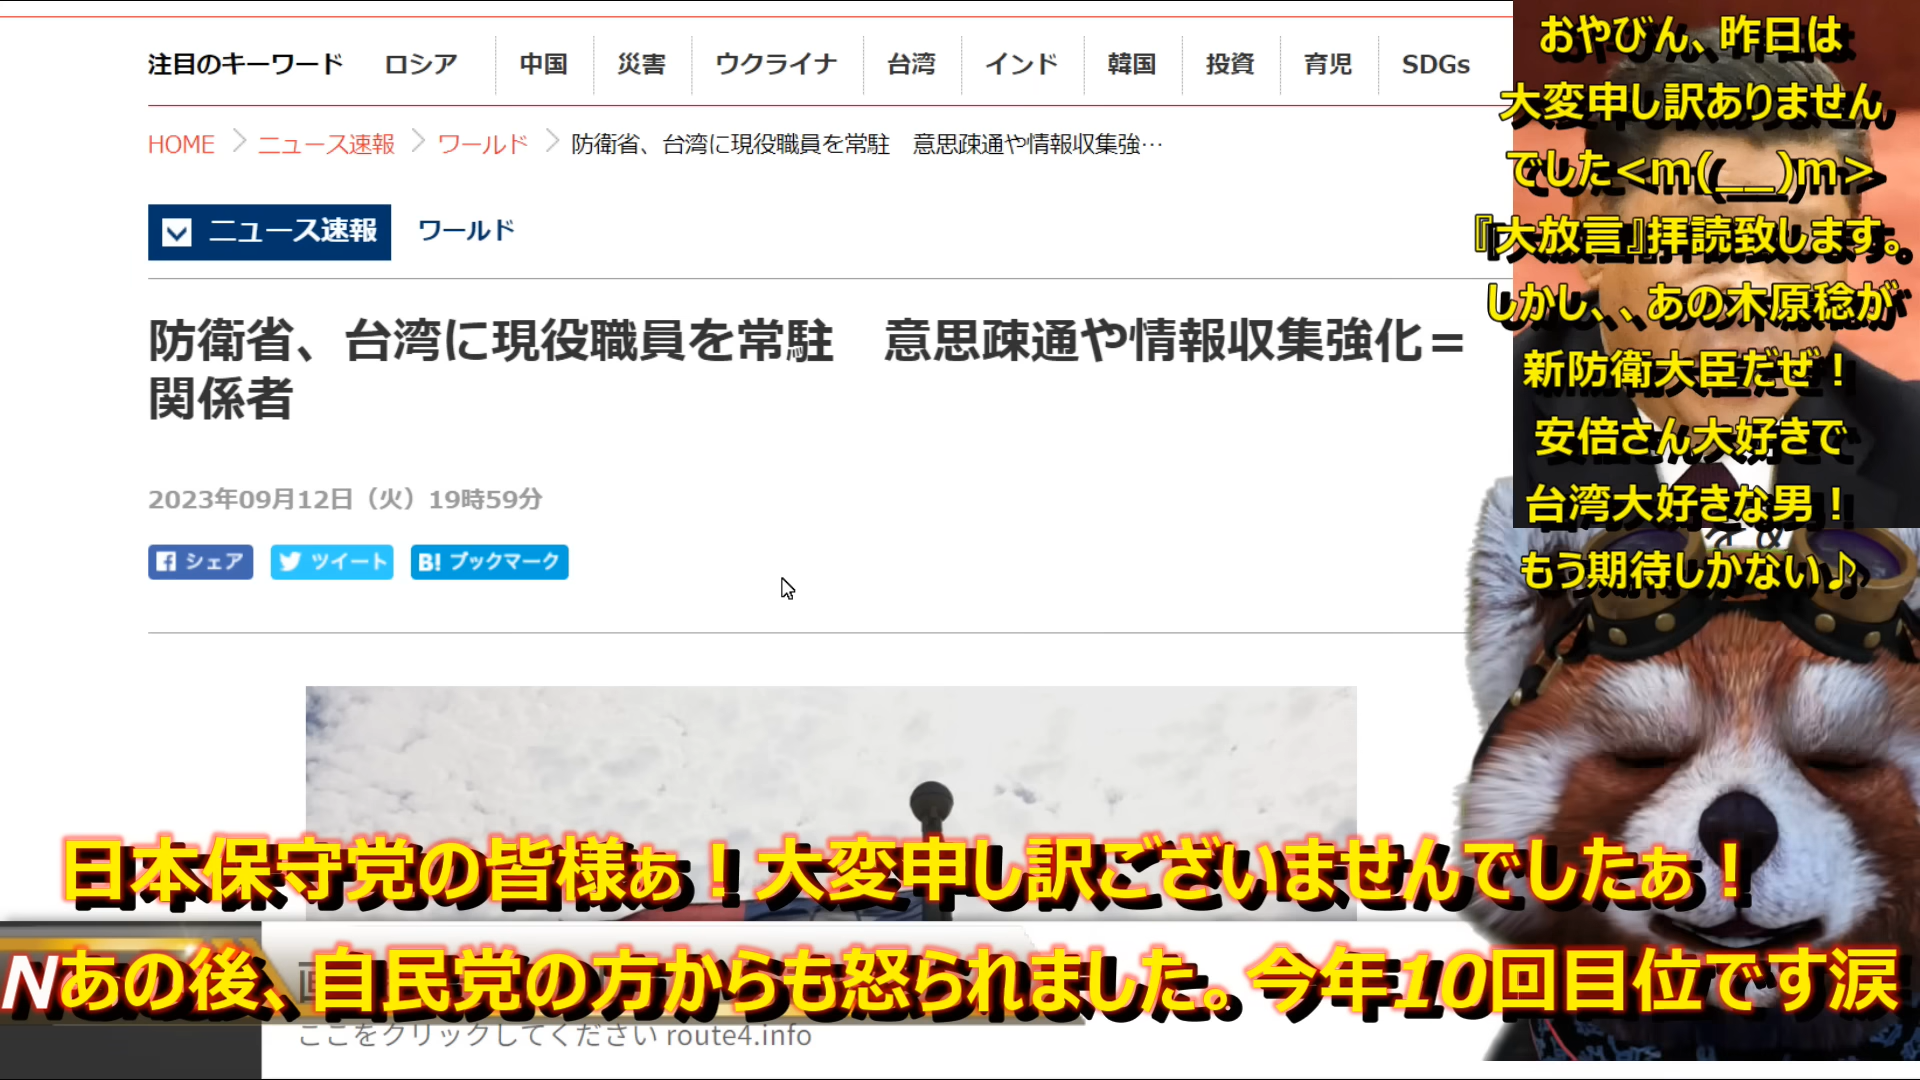 注目のキーワード ロシア 中国 災害 ウクライナ 台湾 インド 韓国 投資 育児 SDGs
HOME ニュース速報 ワールド 防衛省、台湾に現役職員を常駐 意思疎通や情報収集強…
ニュース速報 ワールド
防衛省、台湾に現役職員を常駐 意思疎通や情報収集強化＝
関係者
2023年09月12日（火）19時59分
シェア ツイート B! ブックマーク
おやびん、昨日は
大変申し訳ありません
でした<m(__)m>
『大放言』拝読致します。
しかし、、あの木原稔が
新防衛大臣だぜ！
安倍さん大好きで
台湾大好きな男！
もう期待しかない♪
日本保守党の皆様ぁ！大変申し訳ございませんでしたぁ！
Nあの後、自民党の方からも怒られました。今年10回目位です涙
ここをクリックしてください route4.info